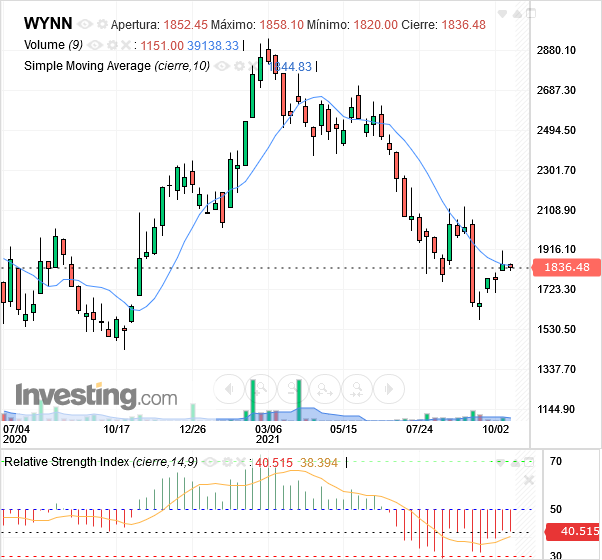 WYNN Apertura: 1852.45 Máximo: 1858.10 Mínimo: 1820.00 Cierre: 1836.48
Volume (9) : 1151.00 39138.33
Simple Moving Average (cierre,10) 1844.83
2880.10
2687.30
2494.50
2301.70
2108.90
1916.10
1836.48
1723.30
1530.50
1337.70
1144.90
Investing.com
07/04 10/17 12/26 03/06 05/15 07/24 10/02
2020 2021
Relative Strength Index (cierre,14,9) : 40.515 38.394
70
50
40.515
30